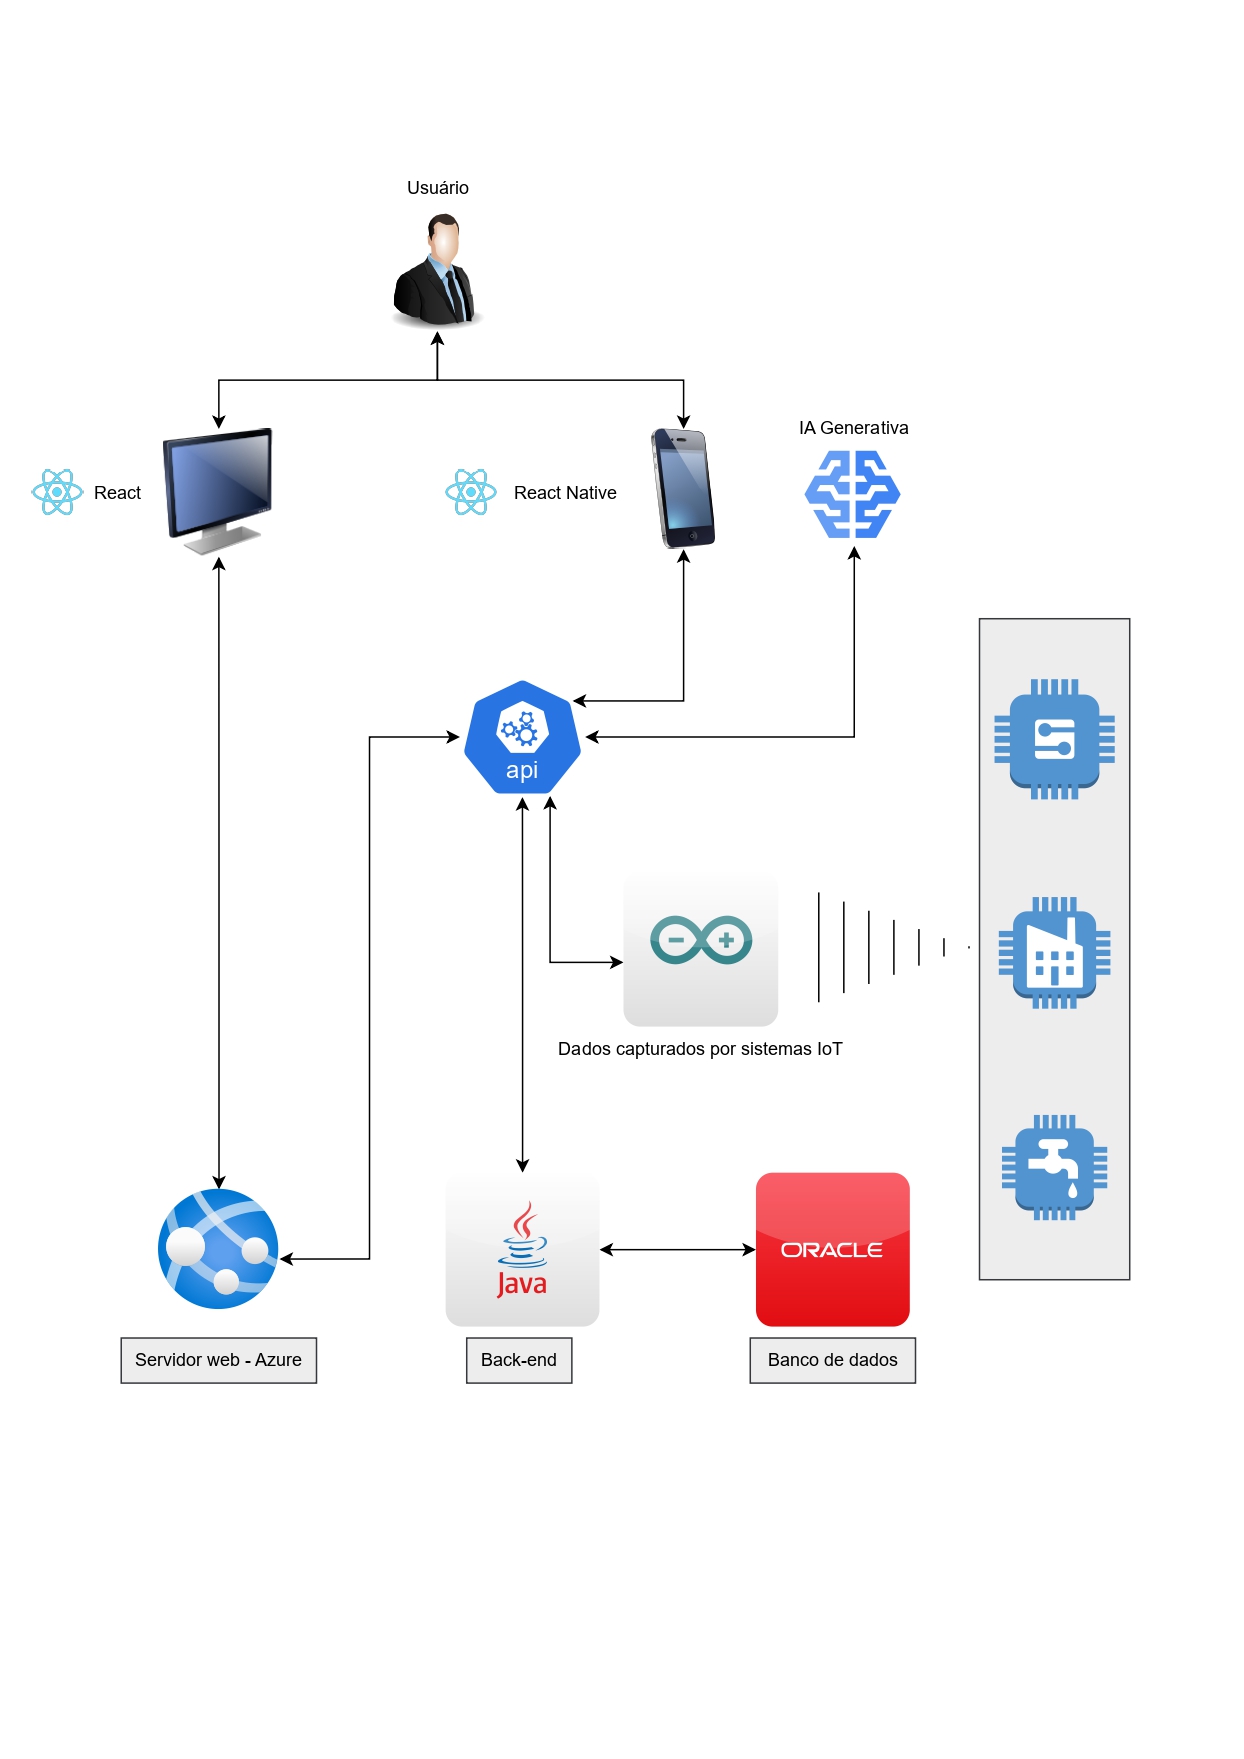 Usuário
IA Generativa
React
React Native
api
Dados capturados por sistemas IoT
Java
ORACLE
Servidor web - Azure
Back-end
Banco de dados